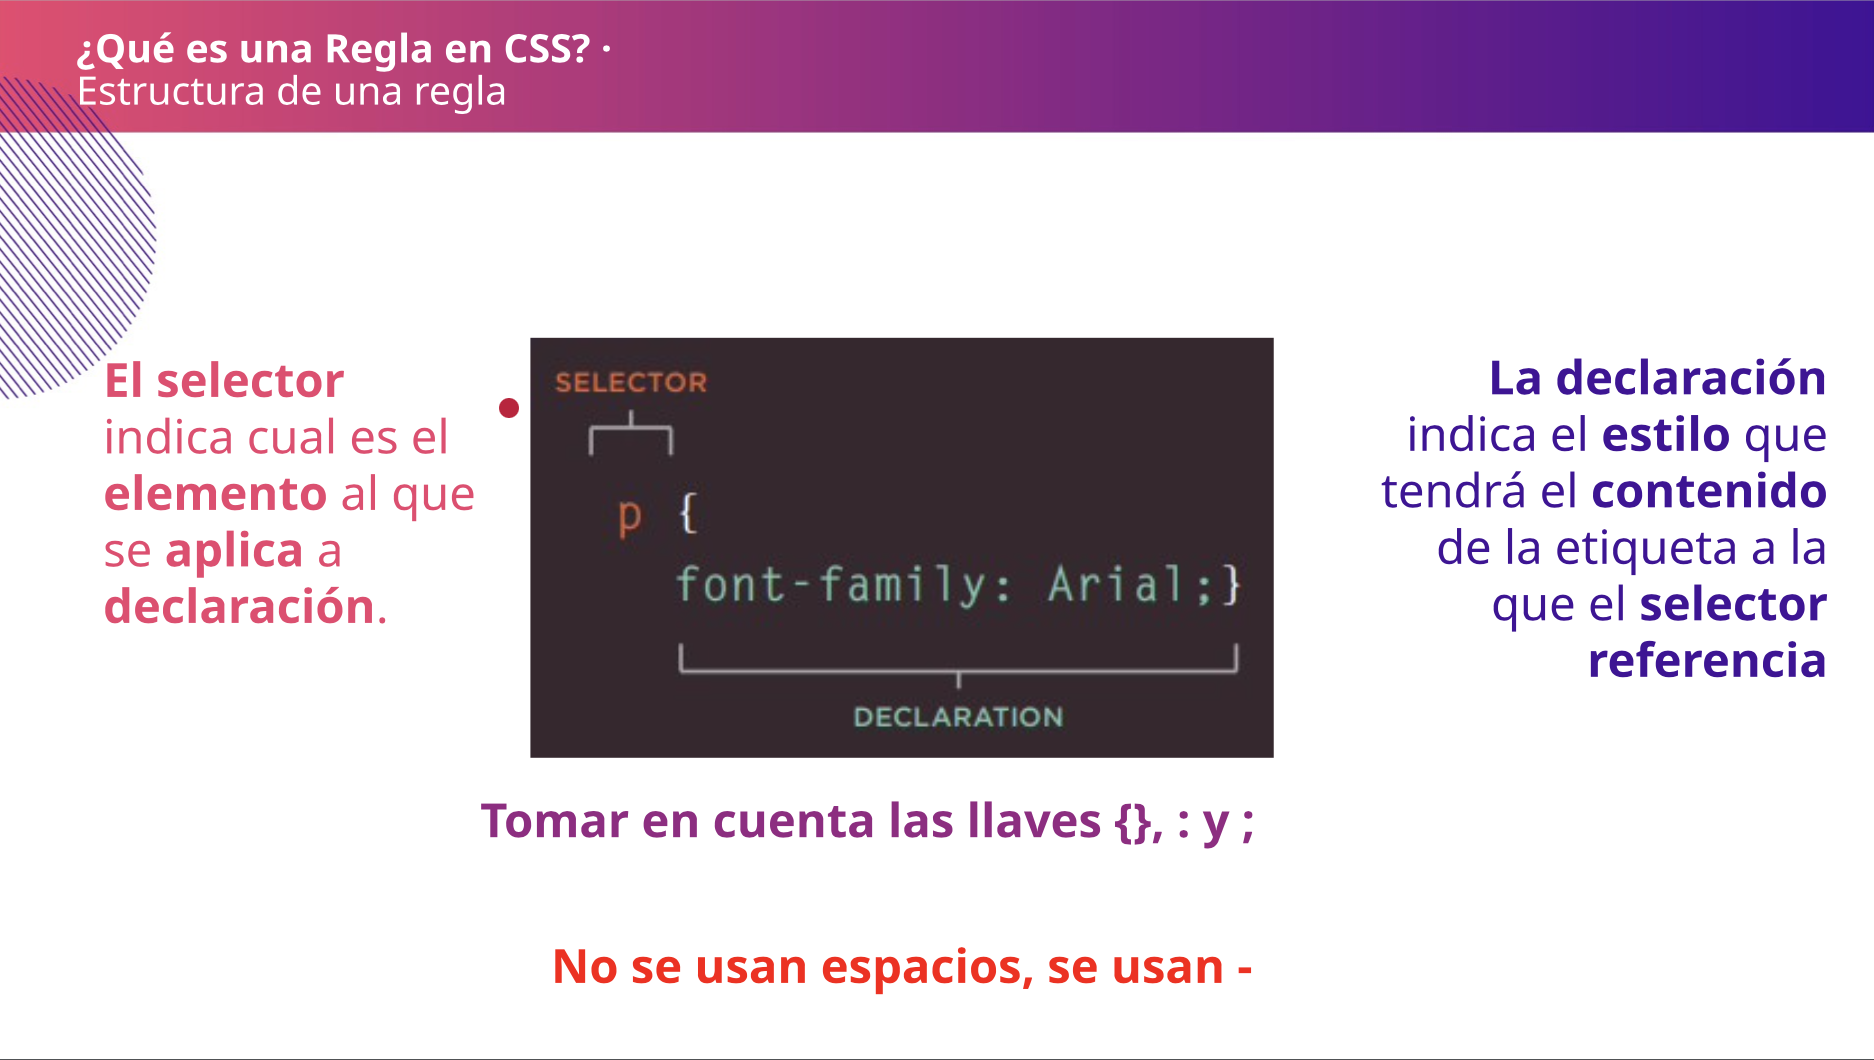 ¿Qué es una Regla en CSS? ·
Estructura de una regla
El selector
indica cual es el
elemento al que
se aplica a
declaración.
SELECTOR
p {
font-family: Arial;}
DECLARATION
La declaración
indica el estilo que
tendrá el contenido
de la etiqueta a la
que el selector
referencia
Tomar en cuenta las llaves {}, : y ;
No se usan espacios, se usan -